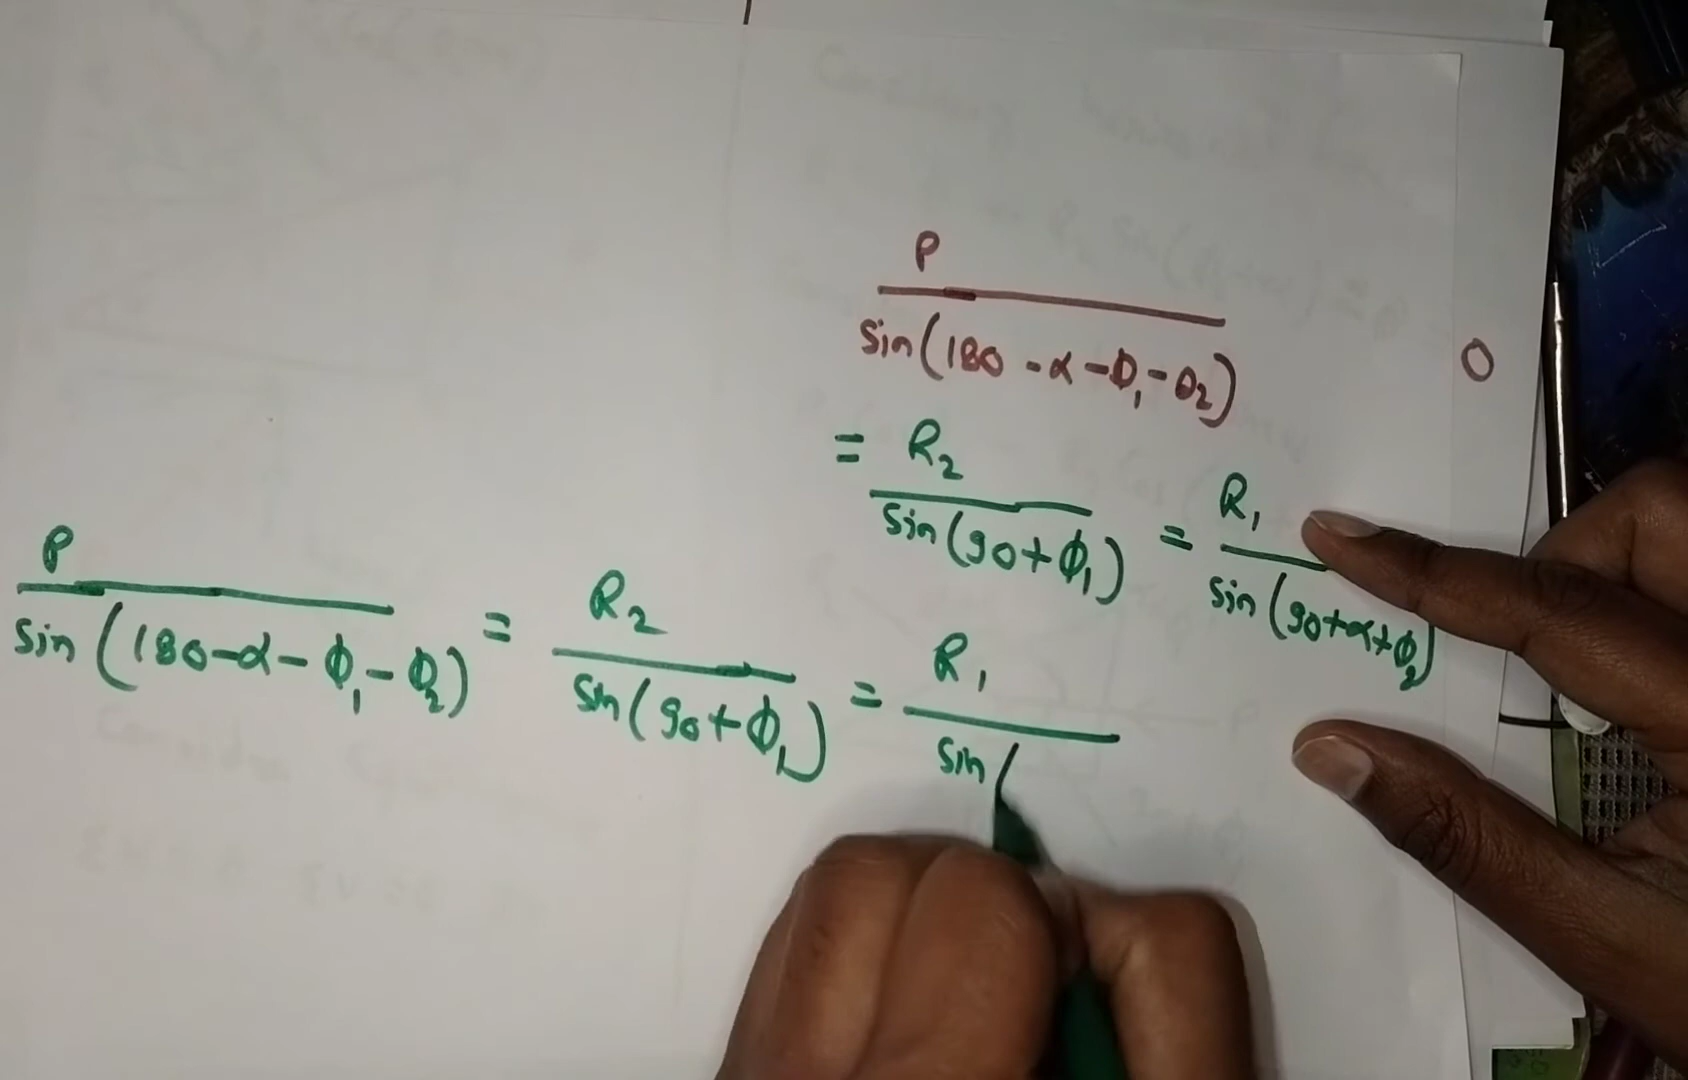 P
sin(180 - α - Φ₁ - Φ₂)
O
= R₂ / sin(90+Φ₁) = R₁ / sin(90+α+Φ₂)
P / sin(180-α-Φ₁-Φ₂) = R₂ / sin(90+Φ₁) = R₁ / sin(